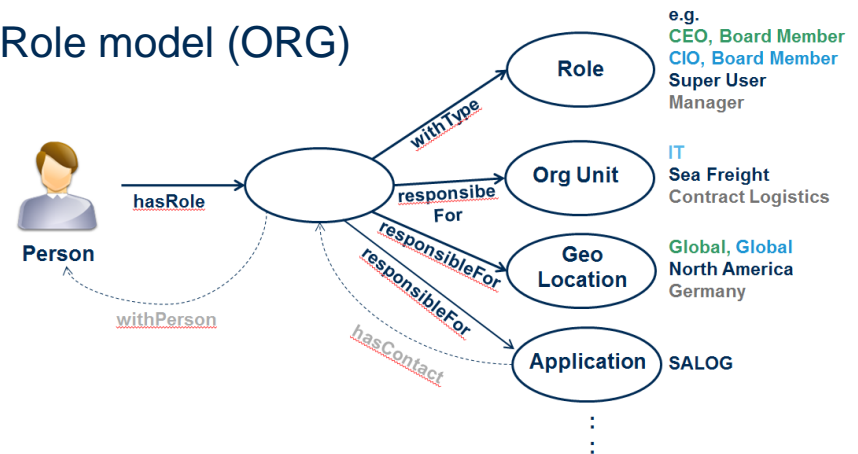 Role model (ORG)
e.g.
CEO, Board Member
CIO, Board Member
Super User
Manager
Role
withType
Person
hasRole
withPerson
responsibe
For
Org Unit
IT
Sea Freight
Contract Logistics
responsibleFor
Geo
Location
Global, Global
North America
Germany
responsibleFor
hasContact
Application
SALOG